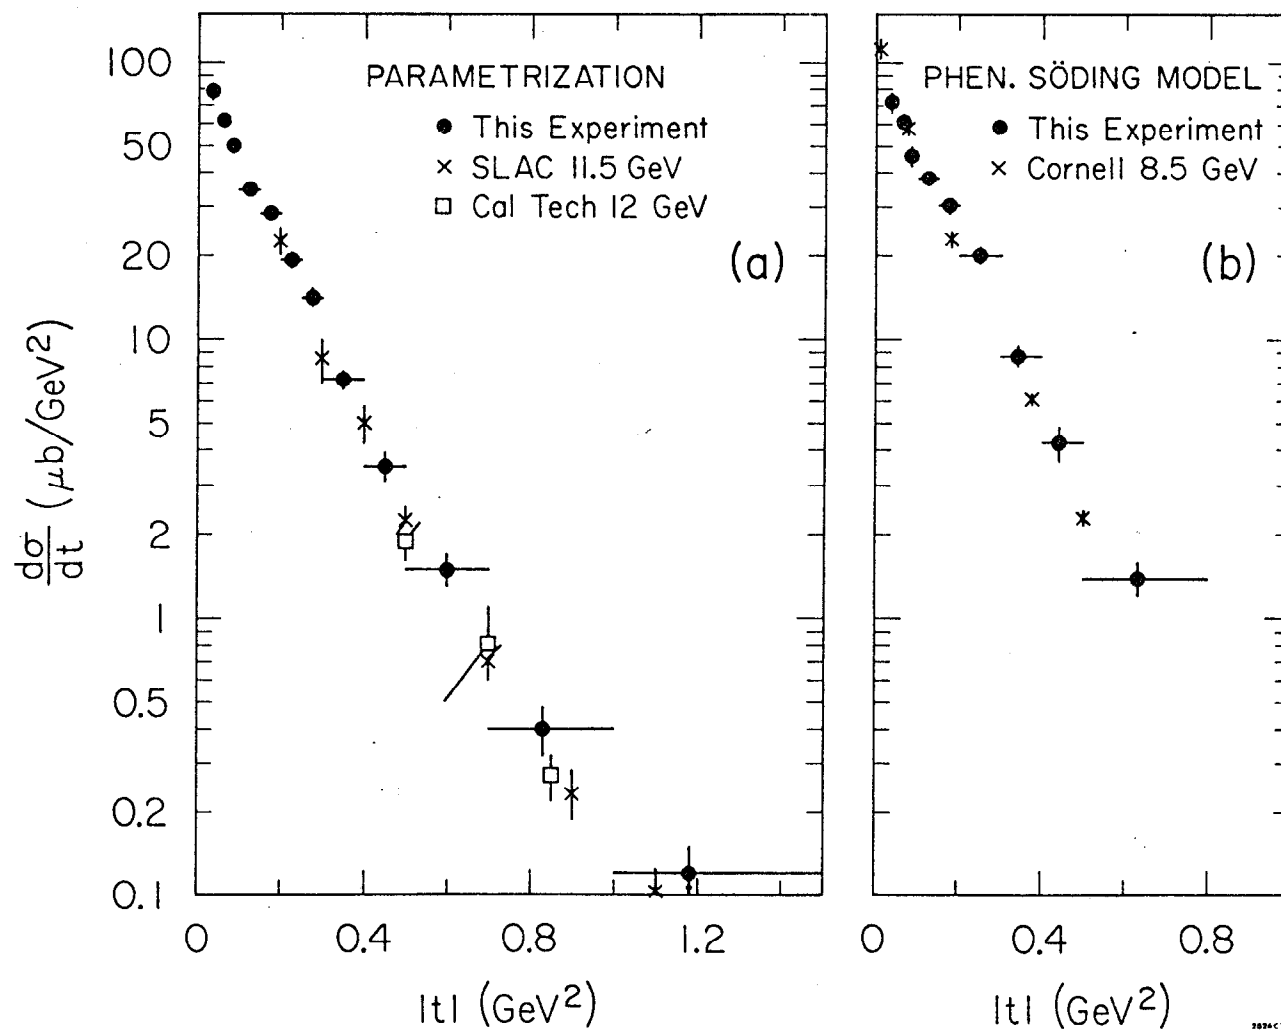 PARAMETRIZATION
● This Experiment
× SLAC 11.5 GeV
□ Cal Tech 12 GeV
(a)
100
50
20
10
5
2
1
0.5
0.2
0.1
dσ/dt (μb/GeV²)
0 0.4 0.8 1.2
|t| (GeV²)
PHEN. SÖDING MODEL
● This Experiment
× Cornell 8.5 GeV
(b)
0 0.4 0.8
|t| (GeV²)